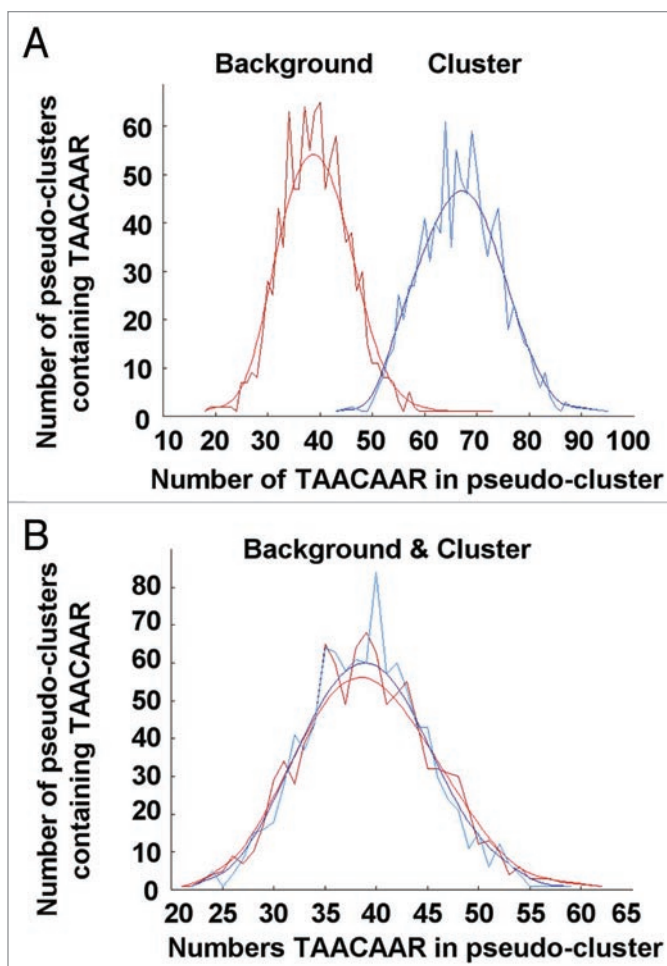 A
Background Cluster
Number of pseudo-clusters
containing TAACAAR
60
50
40
30
20
10
0
10 20 30 40 50 60 70 80 90 100
Number of TAACAAR in pseudo-cluster
B
Background & Cluster
Number of pseudo-clusters
containing TAACAAR
80
70
60
50
40
30
20
10
0
20 25 30 35 40 45 50 55 60 65
Numbers TAACAAR in pseudo-cluster